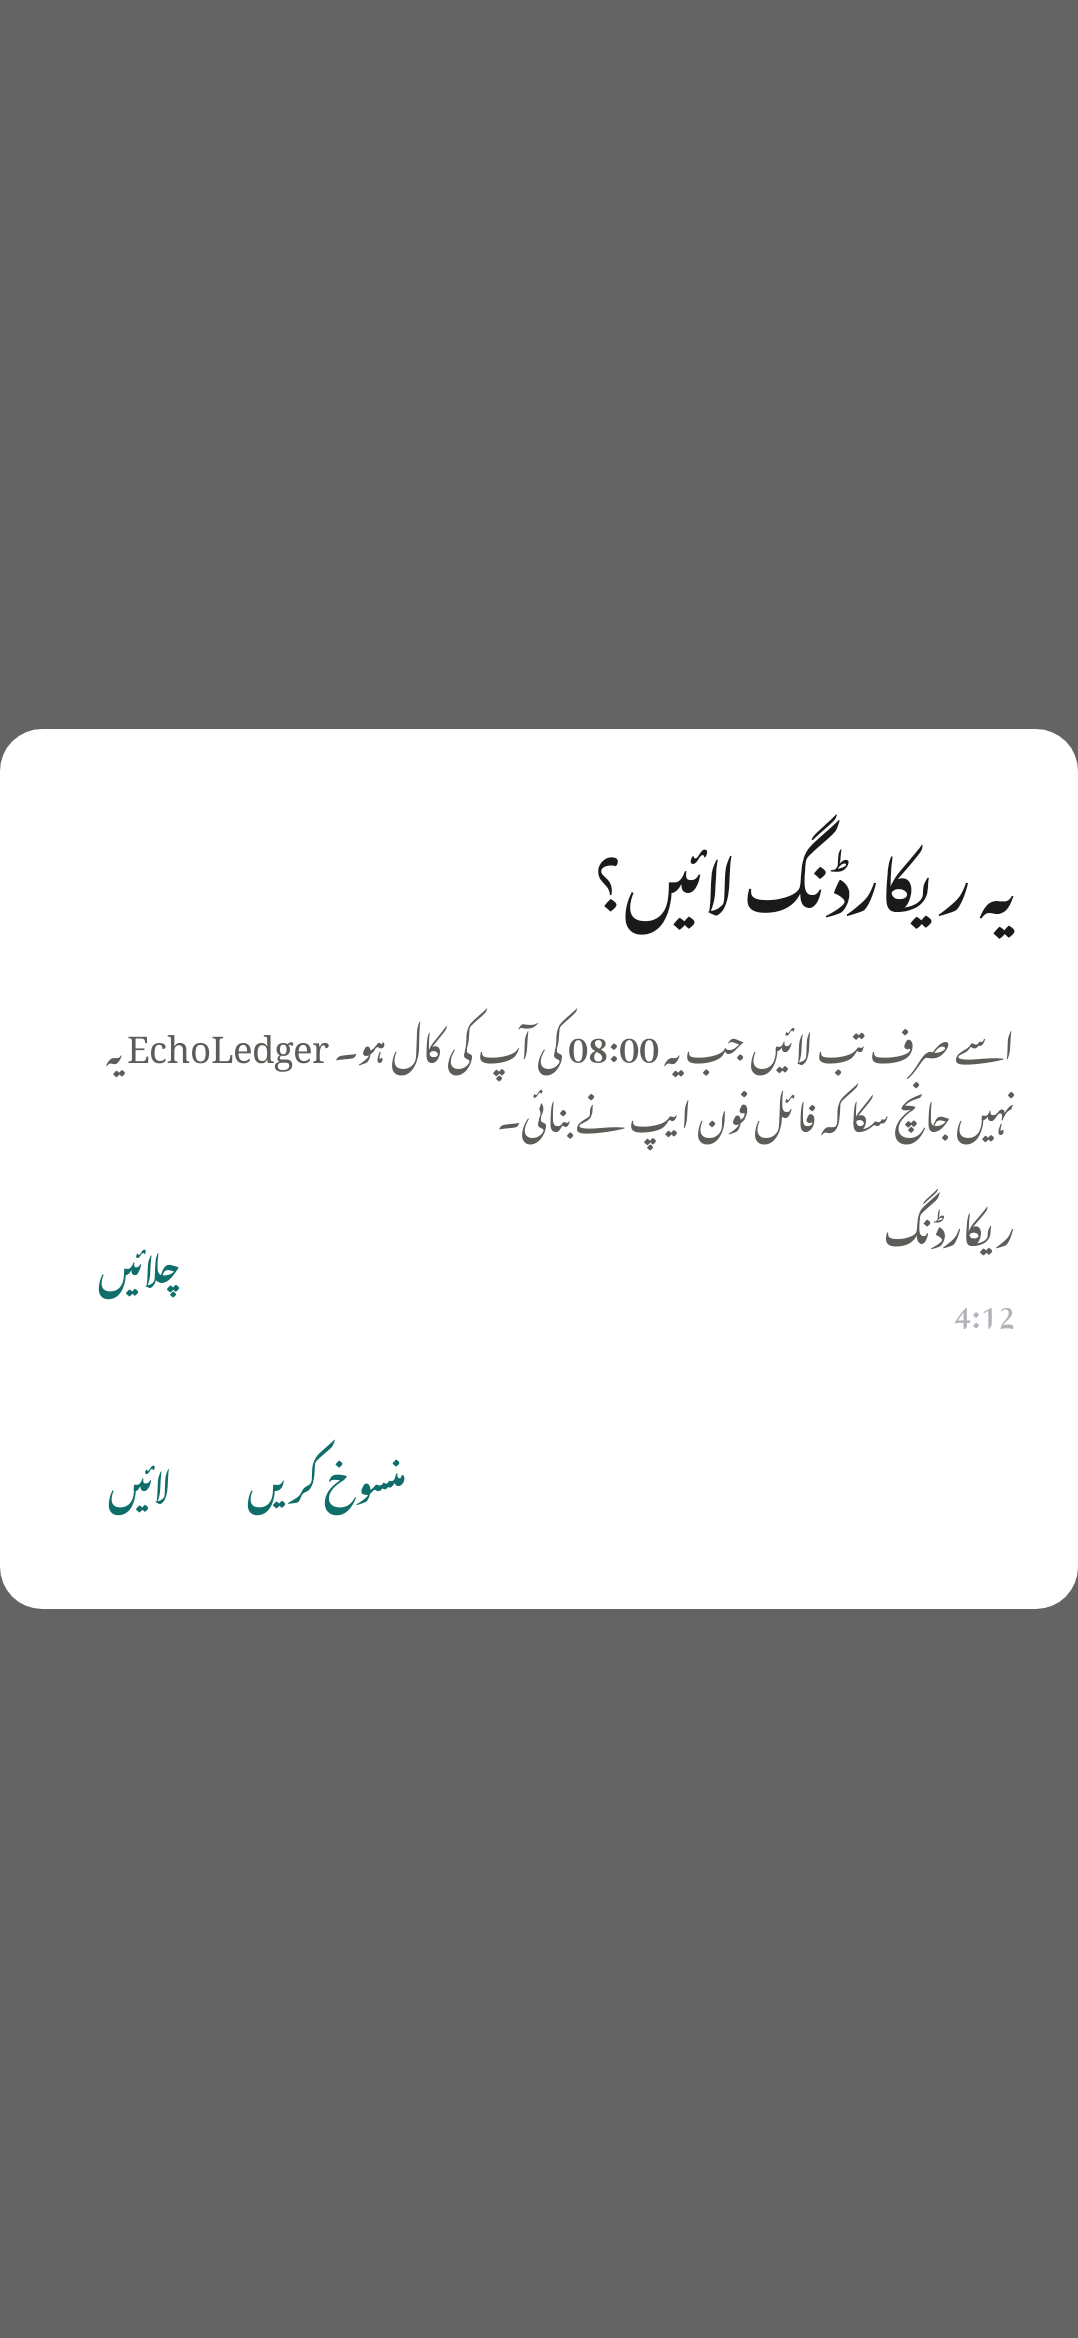 یہ ریکارڈنگ لائیں؟
اسے صرف تب لائیں جب یہ 08:00 کی آپ کی کال ہو۔ EchoLedger یہ
نہیں جانچ سکا کہ فائل فون ایپ نے بنائی۔
ریکارڈنگ
چلائیں
4:12
منسوخ کریں
لائیں